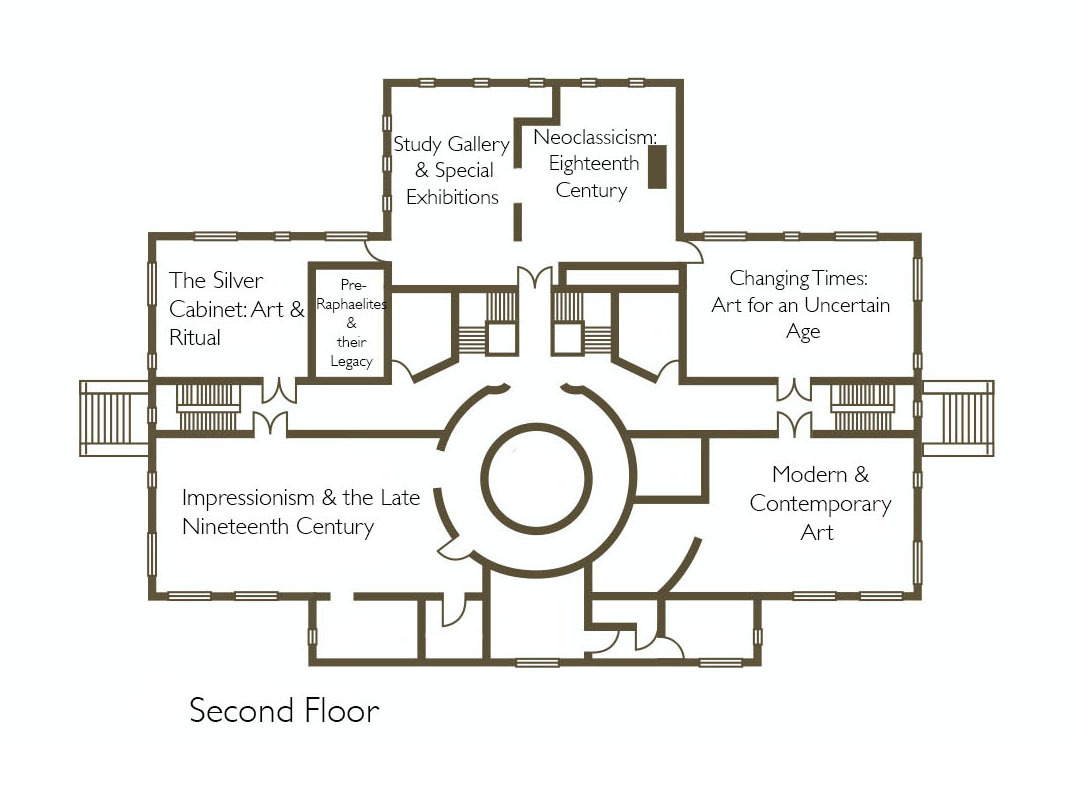 Study Gallery
& Special
Exhibitions
Neoclassicism:
Eighteenth
Century
The Silver
Cabinet: Art &
Ritual
Pre-
Raphaelites
&
their
Legacy
Changing Times:
Art for an Uncertain
Age
Impressionism & the Late
Nineteenth Century
Modern &
Contemporary
Art
Second Floor